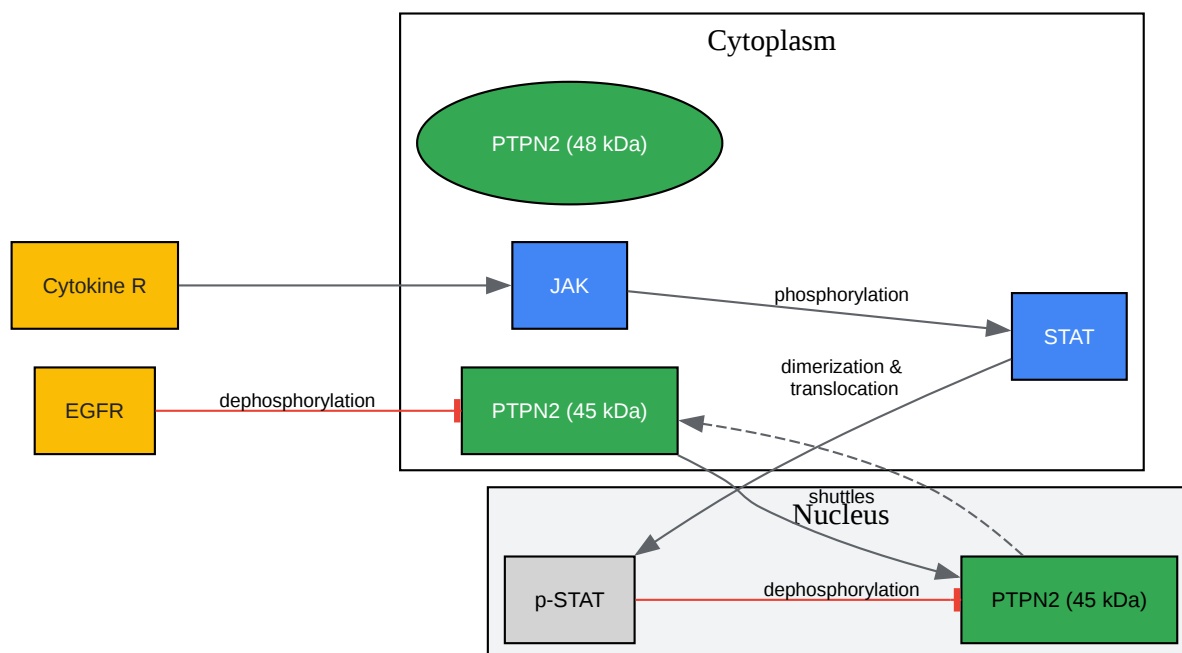 Cytoplasm
PTPN2 (48 kDa)
Cytokine R
JAK
phosphorylation
STAT
dimerization &
translocation
EGFR
dephosphorylation
PTPN2 (45 kDa)
shuttles
Nucleus
p-STAT
dephosphorylation
PTPN2 (45 kDa)